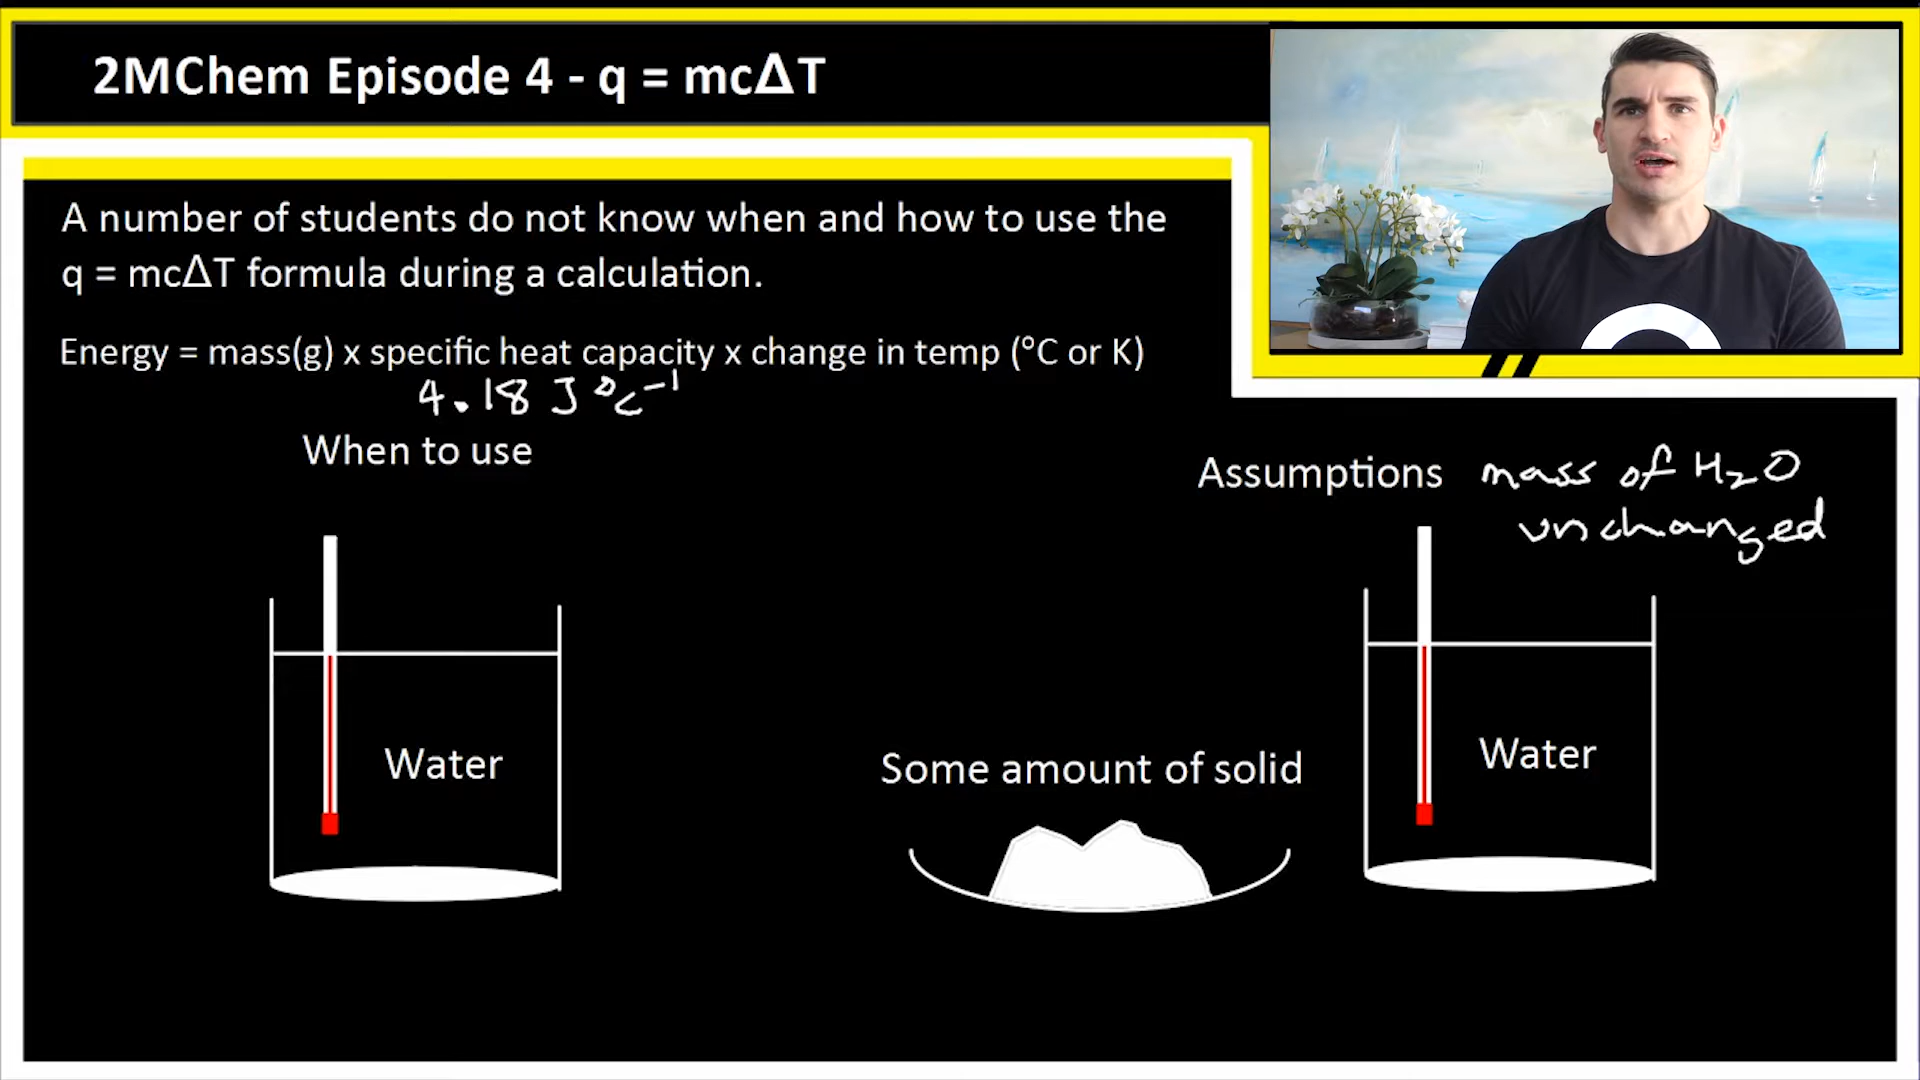 2MChem Episode 4 - q = mcΔT
A number of students do not know when and how to use the
q = mcΔT formula during a calculation.
Energy = mass(g) x specific heat capacity x change in temp (°C or K)
4.18 J °C⁻¹
When to use
Assumptions mass of H₂O
unchanged
Water
Some amount of solid
Water